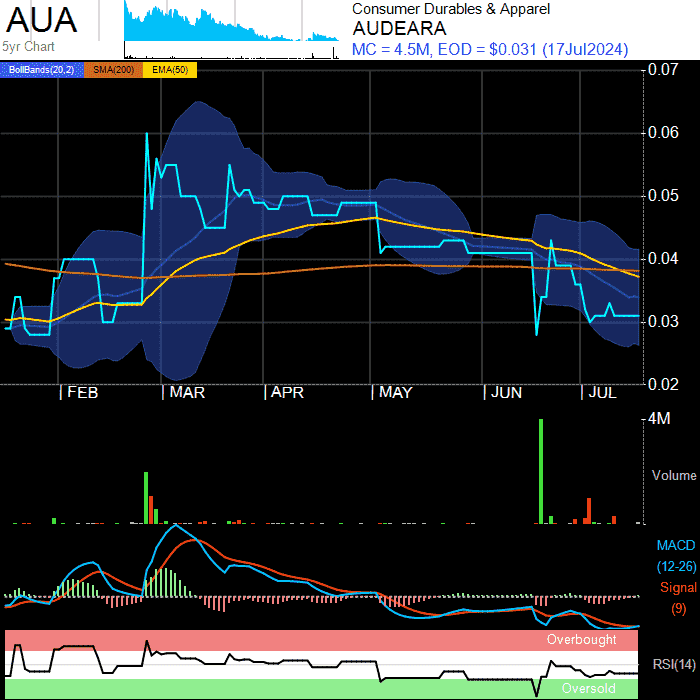 AUA
5yr Chart
Consumer Durables & Apparel
AUDEARA
MC = 4.5M, EOD = $0.031 (17Jul2024)
BollBands(20,2) SMA(200) EMA(50)
0.07
0.06
0.05
0.04
0.03
0.02
FEB MAR APR MAY JUN JUL
4M
Volume
MACD
(12-26)
Signal
(9)
Overbought
RSI(14)
Oversold